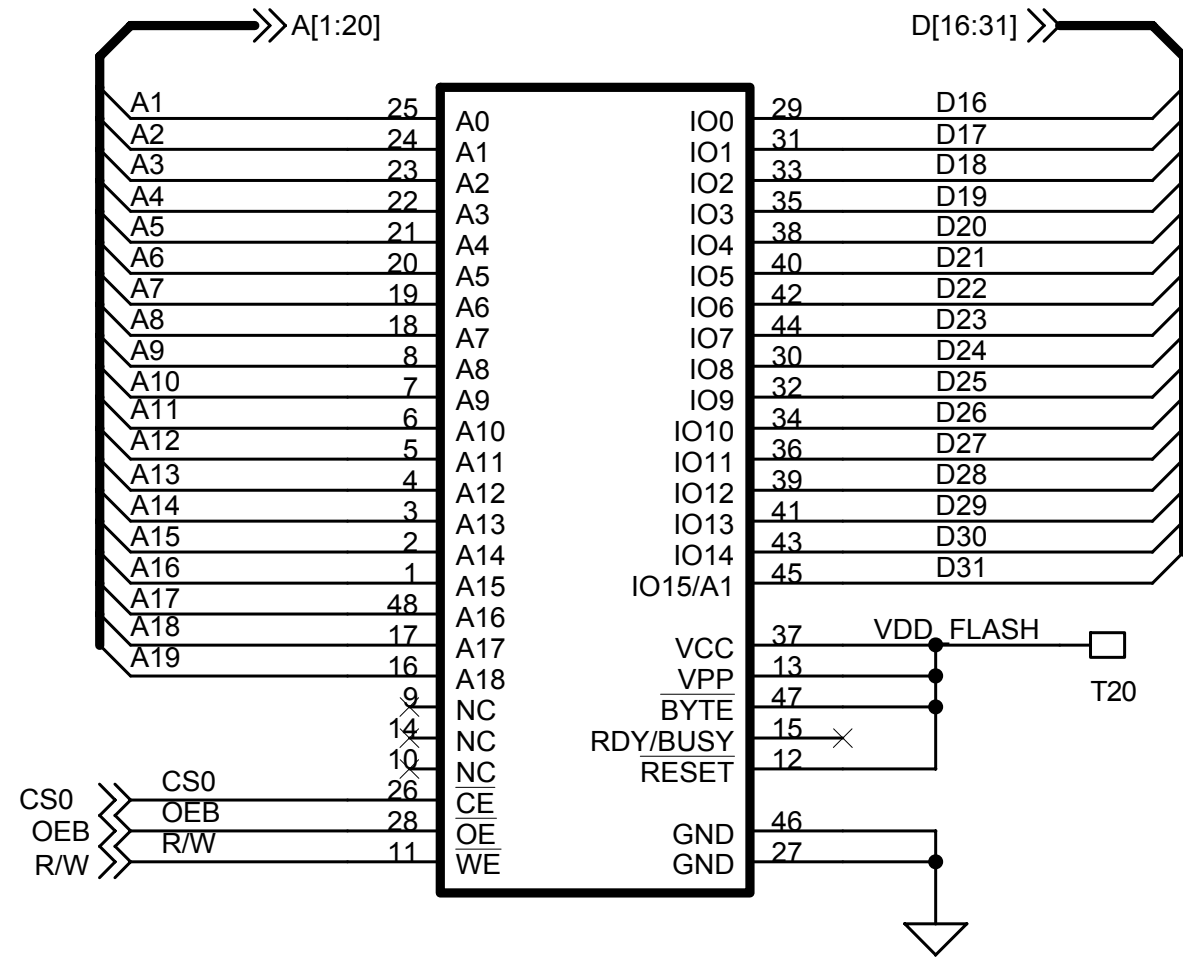 A[1:20] D[16:31]
A1 25 A0 IO0 29 D16
A2 24 A1 IO1 31 D17
A3 23 A2 IO2 33 D18
A4 22 A3 IO3 35 D19
A5 21 A4 IO4 38 D20
A6 20 A5 IO5 40 D21
A7 19 A6 IO6 42 D22
A8 18 A7 IO7 44 D23
A9 8 A8 IO8 30 D24
A10 7 A9 IO9 32 D25
A11 6 A10 IO10 34 D26
A12 5 A11 IO11 36 D27
A13 4 A12 IO12 39 D28
A14 3 A13 IO13 41 D29
A15 2 A14 IO14 43 D30
A16 1 A15 IO15/A1 45 D31
A17 48 A16
A18 17 A17 VCC 37 VDD_FLASH
A19 16 A18 VPP 13 T20
9 NC BYTE 47
14 NC RDY/BUSY 15
10 NC RESET 12
CS0 CS0 26 CE
OEB OEB 28 OE GND 46
R/W R/W 11 WE GND 27